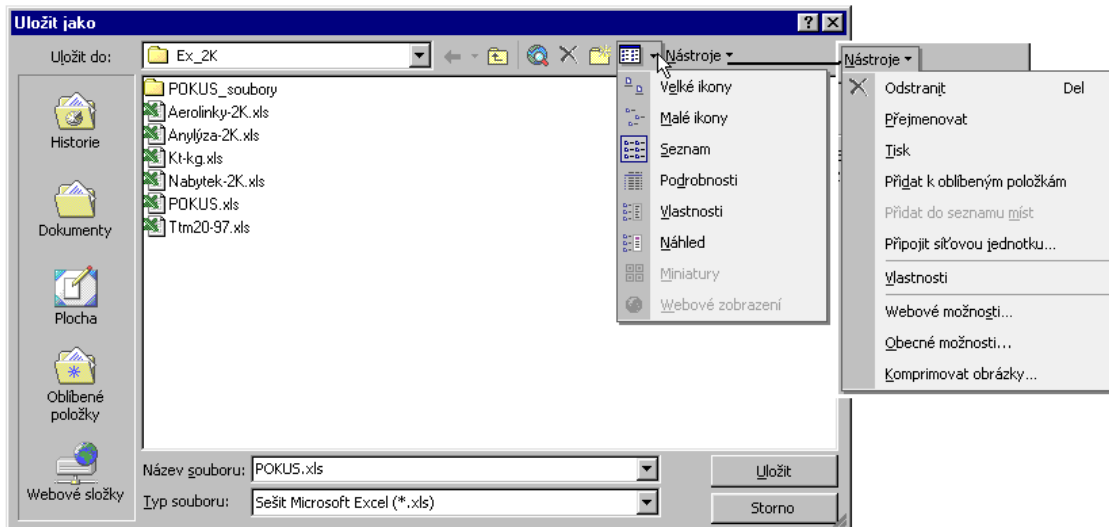 Uložit jako
Uložit do:
Ex_2K
Nástroje
Historie
Dokumenty
Plocha
Oblíbené
položky
Webové složky
POKUS_soubory
Aerolinky-2K.xls
Anylýza-2K.xls
Kt-kg.xls
Nabytek-2K.xls
POKUS.xls
Ttm20-97.xls
Velké ikony
Malé ikony
Seznam
Podrobnosti
Vlastnosti
Náhled
Miniatury
Webové zobrazení
Nástroje
Odstranit Del
Přejmenovat
Tisk
Přidat k oblíbeným položkám
Přidat do seznamu míst
Připojit síťovou jednotku...
Vlastnosti
Webové možnosti...
Obecné možnosti...
Komprimovat obrázky...
Název souboru: POKUS.xls
Uložit
Typ souboru: Sešit Microsoft Excel (*.xls)
Storno